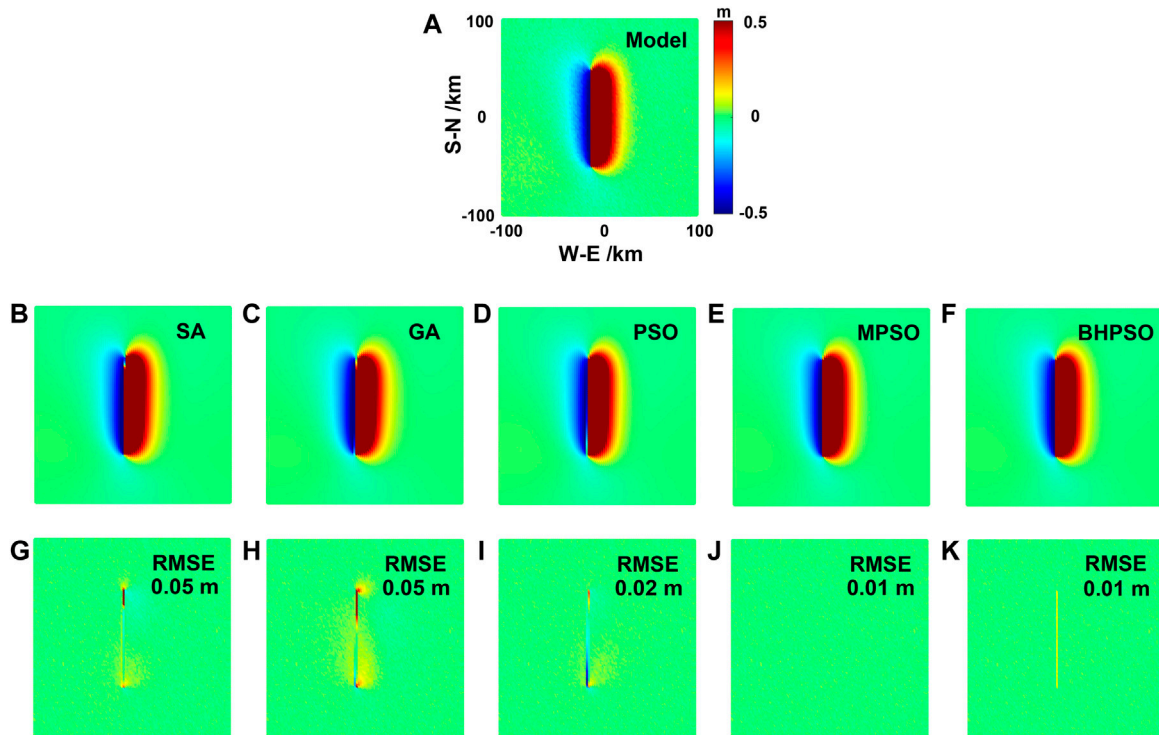 A
Model
m
0.5
0
-0.5
100
0
-100
S-N /km
-100
0
100
W-E /km
B
SA
C
GA
D
PSO
E
MPSO
F
BHPSO
G
RMSE
0.05 m
H
RMSE
0.05 m
I
RMSE
0.02 m
J
RMSE
0.01 m
K
RMSE
0.01 m